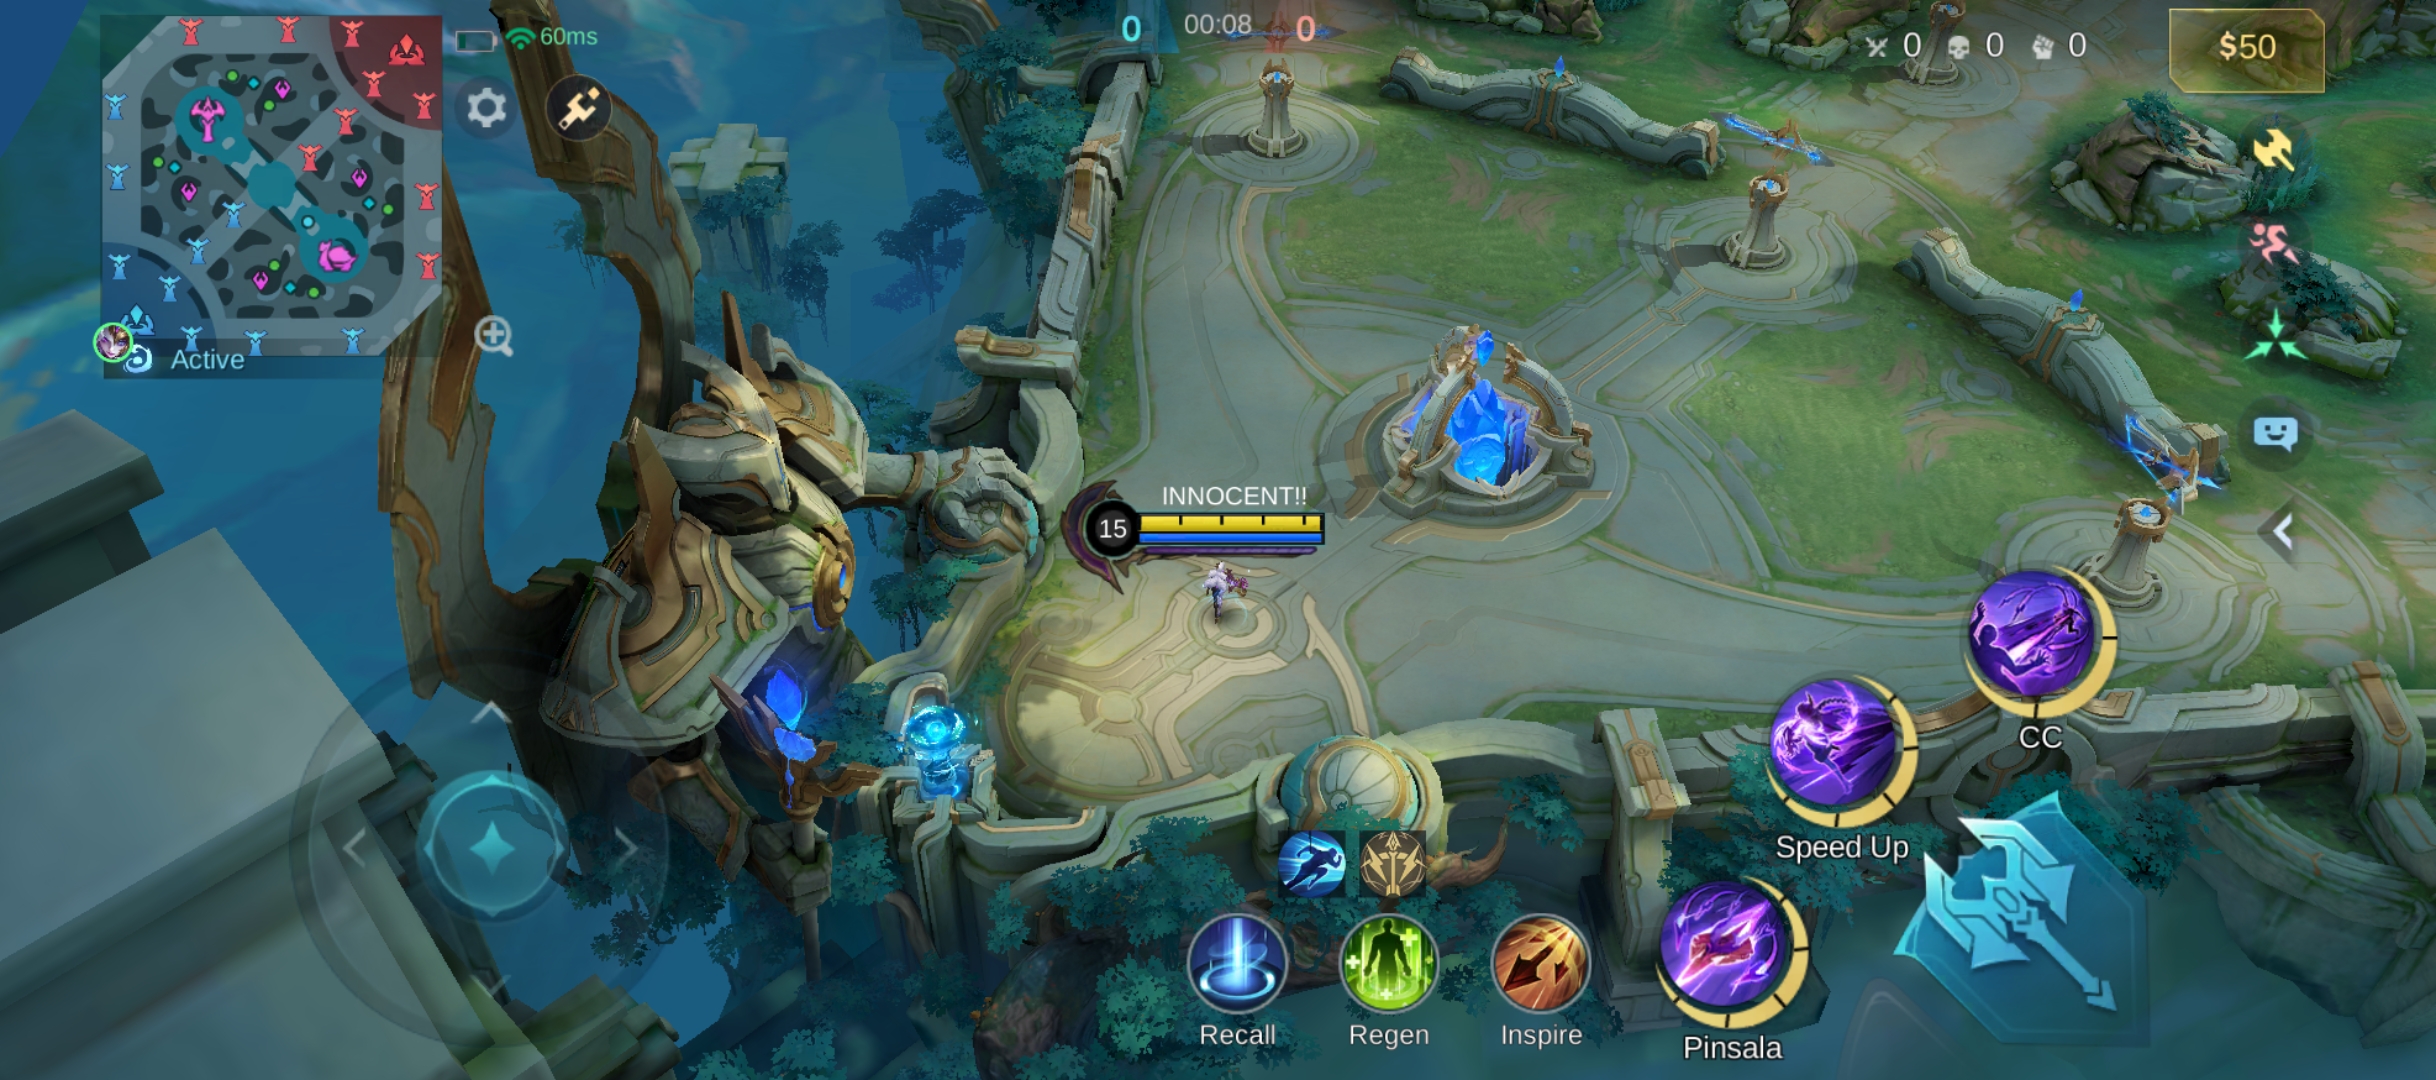 60ms
0 00:08 0
0 0 0
$50
Active
INNOCENT!!
15
CC
Speed Up
Recall
Regen
Inspire
Pinsala